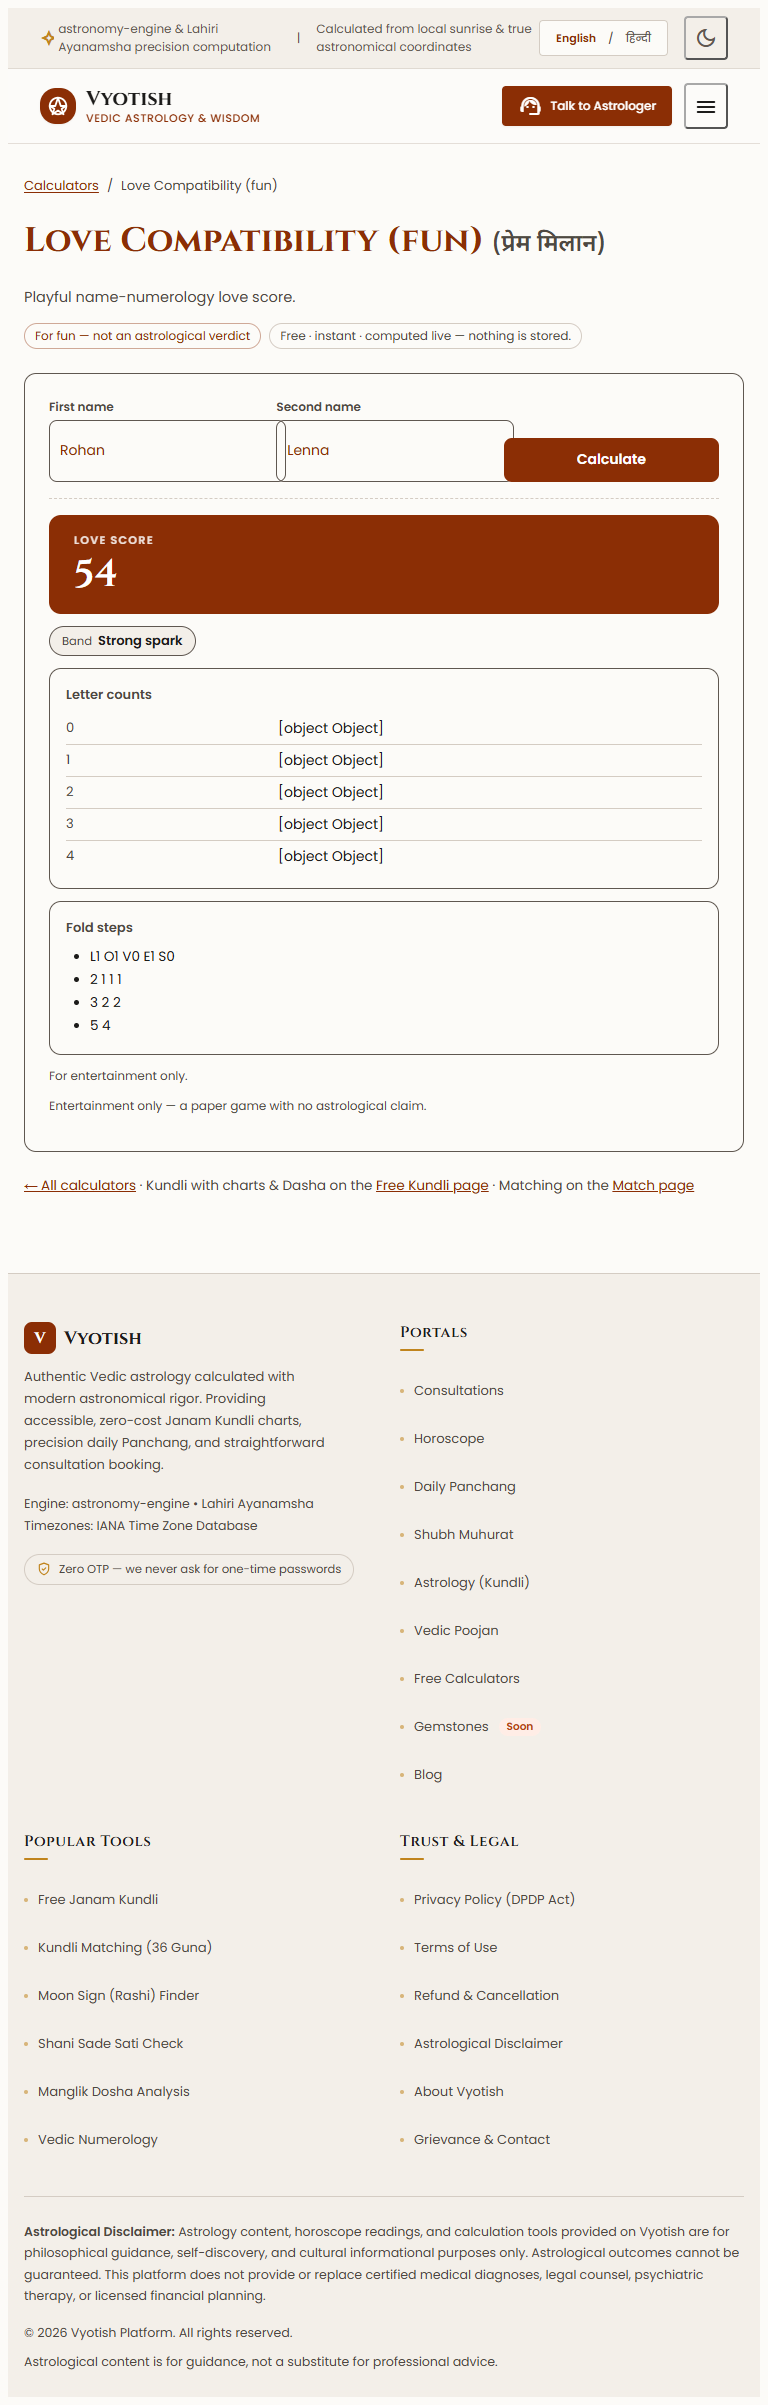 astronomy-engine & Lahiri
Ayanamsha precision computation
|
Calculated from local sunrise & true
astronomical coordinates
English / हिन्दी
Vyotish
VEDIC ASTROLOGY & WISDOM
Talk to Astrologer
Calculators / Love Compatibility (fun)
Love Compatibility (fun) (प्रेम मिलान)
Playful name-numerology love score.
For fun — not an astrological verdict
Free · instant · computed live — nothing is stored.
First name
Second name
Rohan
Lenna
Calculate
LOVE SCORE
54
Band Strong spark
Letter counts
0 [object Object]
1 [object Object]
2 [object Object]
3 [object Object]
4 [object Object]
Fold steps
• L1 O1 V0 E1 S0
• 2 1 1 1
• 3 2 2
• 5 4
For entertainment only.
Entertainment only — a paper game with no astrological claim.
← All calculators · Kundli with charts & Dasha on the Free Kundli page · Matching on the Match page
V Vyotish
Authentic Vedic astrology calculated with
modern astronomical rigor. Providing
accessible, zero-cost Janam Kundli charts,
precision daily Panchang, and straightforward
consultation booking.
Engine: astronomy-engine • Lahiri Ayanamsha
Timezones: IANA Time Zone Database
Zero OTP — we never ask for one-time passwords
Portals
Consultations
Horoscope
Daily Panchang
Shubh Muhurat
Astrology (Kundli)
Vedic Poojan
Free Calculators
Gemstones Soon
Blog
Popular Tools
Free Janam Kundli
Kundli Matching (36 Guna)
Moon Sign (Rashi) Finder
Shani Sade Sati Check
Manglik Dosha Analysis
Vedic Numerology
Trust & Legal
Privacy Policy (DPDP Act)
Terms of Use
Refund & Cancellation
Astrological Disclaimer
About Vyotish
Grievance & Contact
Astrological Disclaimer: Astrology content, horoscope readings, and calculation tools provided on Vyotish are for
philosophical guidance, self-discovery, and cultural informational purposes only. Astrological outcomes cannot be
guaranteed. This platform does not provide or replace certified medical diagnoses, legal counsel, psychiatric
therapy, or licensed financial planning.
© 2026 Vyotish Platform. All rights reserved.
Astrological content is for guidance, not a substitute for professional advice.